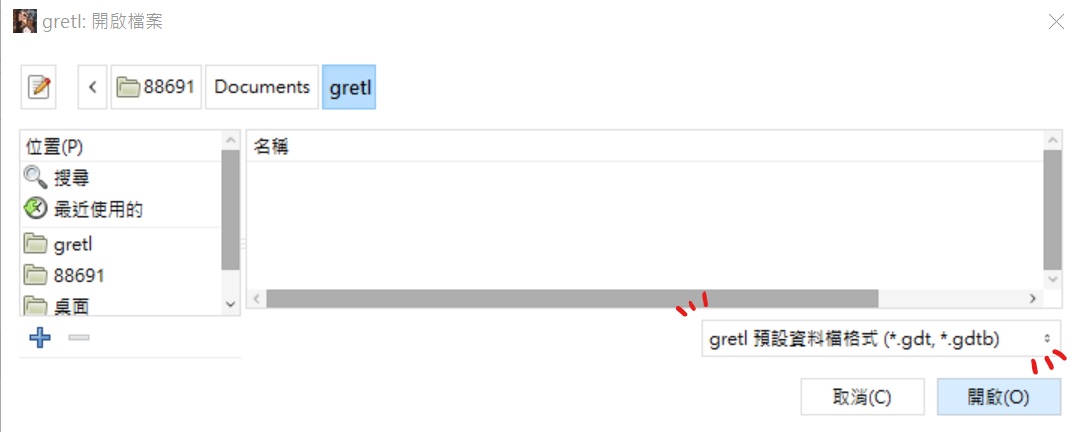 gretl: 開啟檔案
88691 Documents gretl
位置(P)
名稱
搜尋
最近使用的
gretl
88691
桌面
gretl 預設資料檔格式 (*.gdt, *.gdtb)
取消(C) 開啟(O)